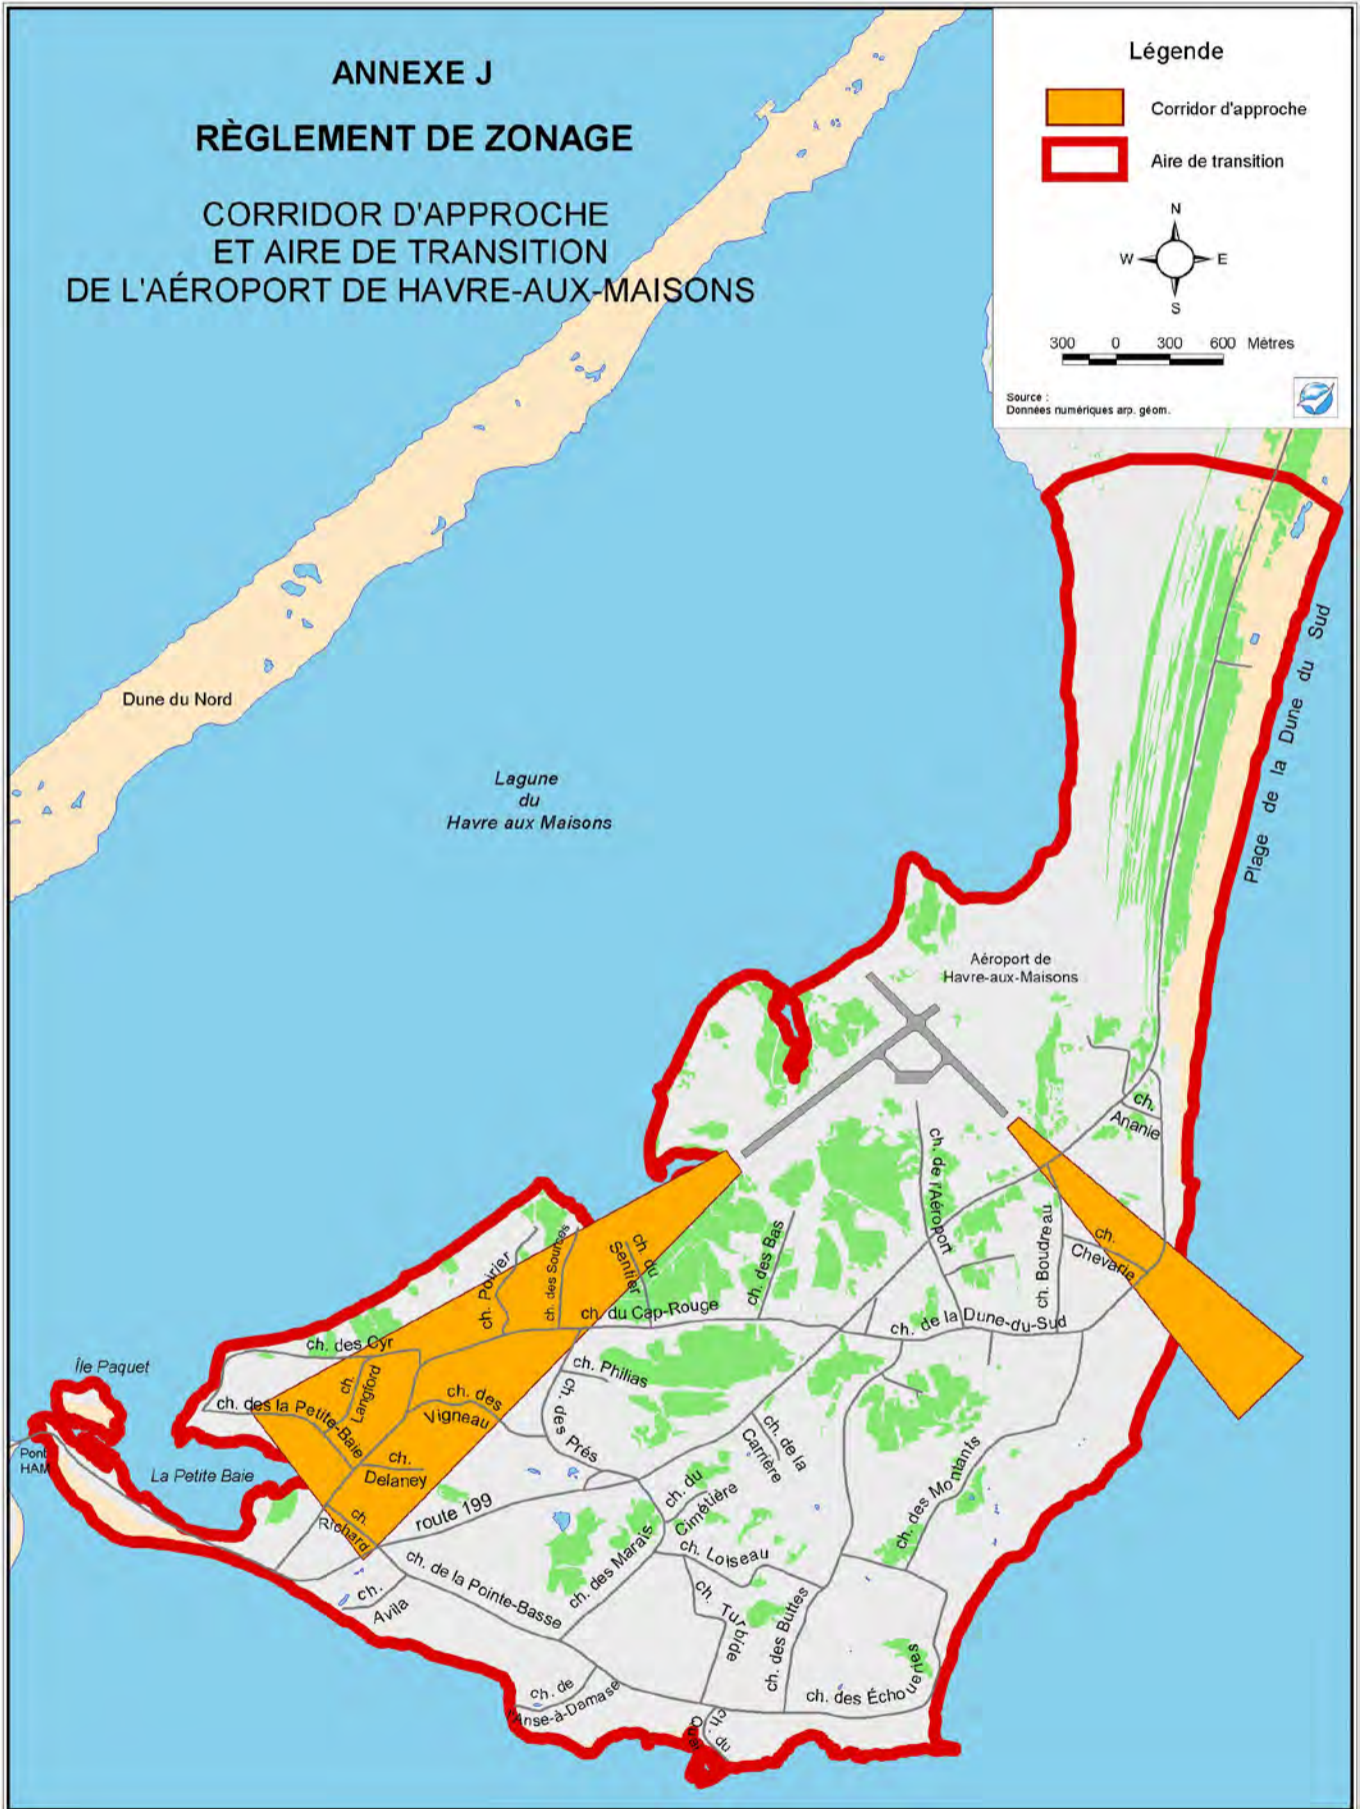 ANNEXE J
RÈGLEMENT DE ZONAGE
CORRIDOR D'APPROCHE
ET AIRE DE TRANSITION
DE L'AÉROPORT DE HAVRE-AUX-MAISONS
Légende
Corridor d'approche
Aire de transition
N
W
E
S
300 0 300 600 Mètres
Source :
Données numériques arp. géom.
Dune du Nord
Lagune
du
Havre aux Maisons
Plage de la Dune du Sud
Aéroport de
Havre-aux-Maisons
ch.
Ananie
ch. de l'Aéroport
ch. Boudreau
ch.
Chevarie
ch. des Bas
ch. du
Sentier
ch. des Sources
ch. Poirier
ch. du Cap-Rouge
ch. de la Dune-du-Sud
ch. des Cyr
Île Paquet
ch.
Langford
ch. Philias
ch. des Prés
ch. des la Petite-Baie
ch. des
Vigneau
Pont
HAM
La Petite Baie
ch.
Delaney
ch. de la
Carrière
ch. des Montants
ch. du
Cimétière
route 199
ch.
Richard
ch. des Marais
ch. Loiseau
ch. de la Pointe-Basse
ch.
Avila
ch. Turbide
ch. des Buttes
ch. des Échoueries
ch. de
l'Anse-à-Damase
ch. du
Quai